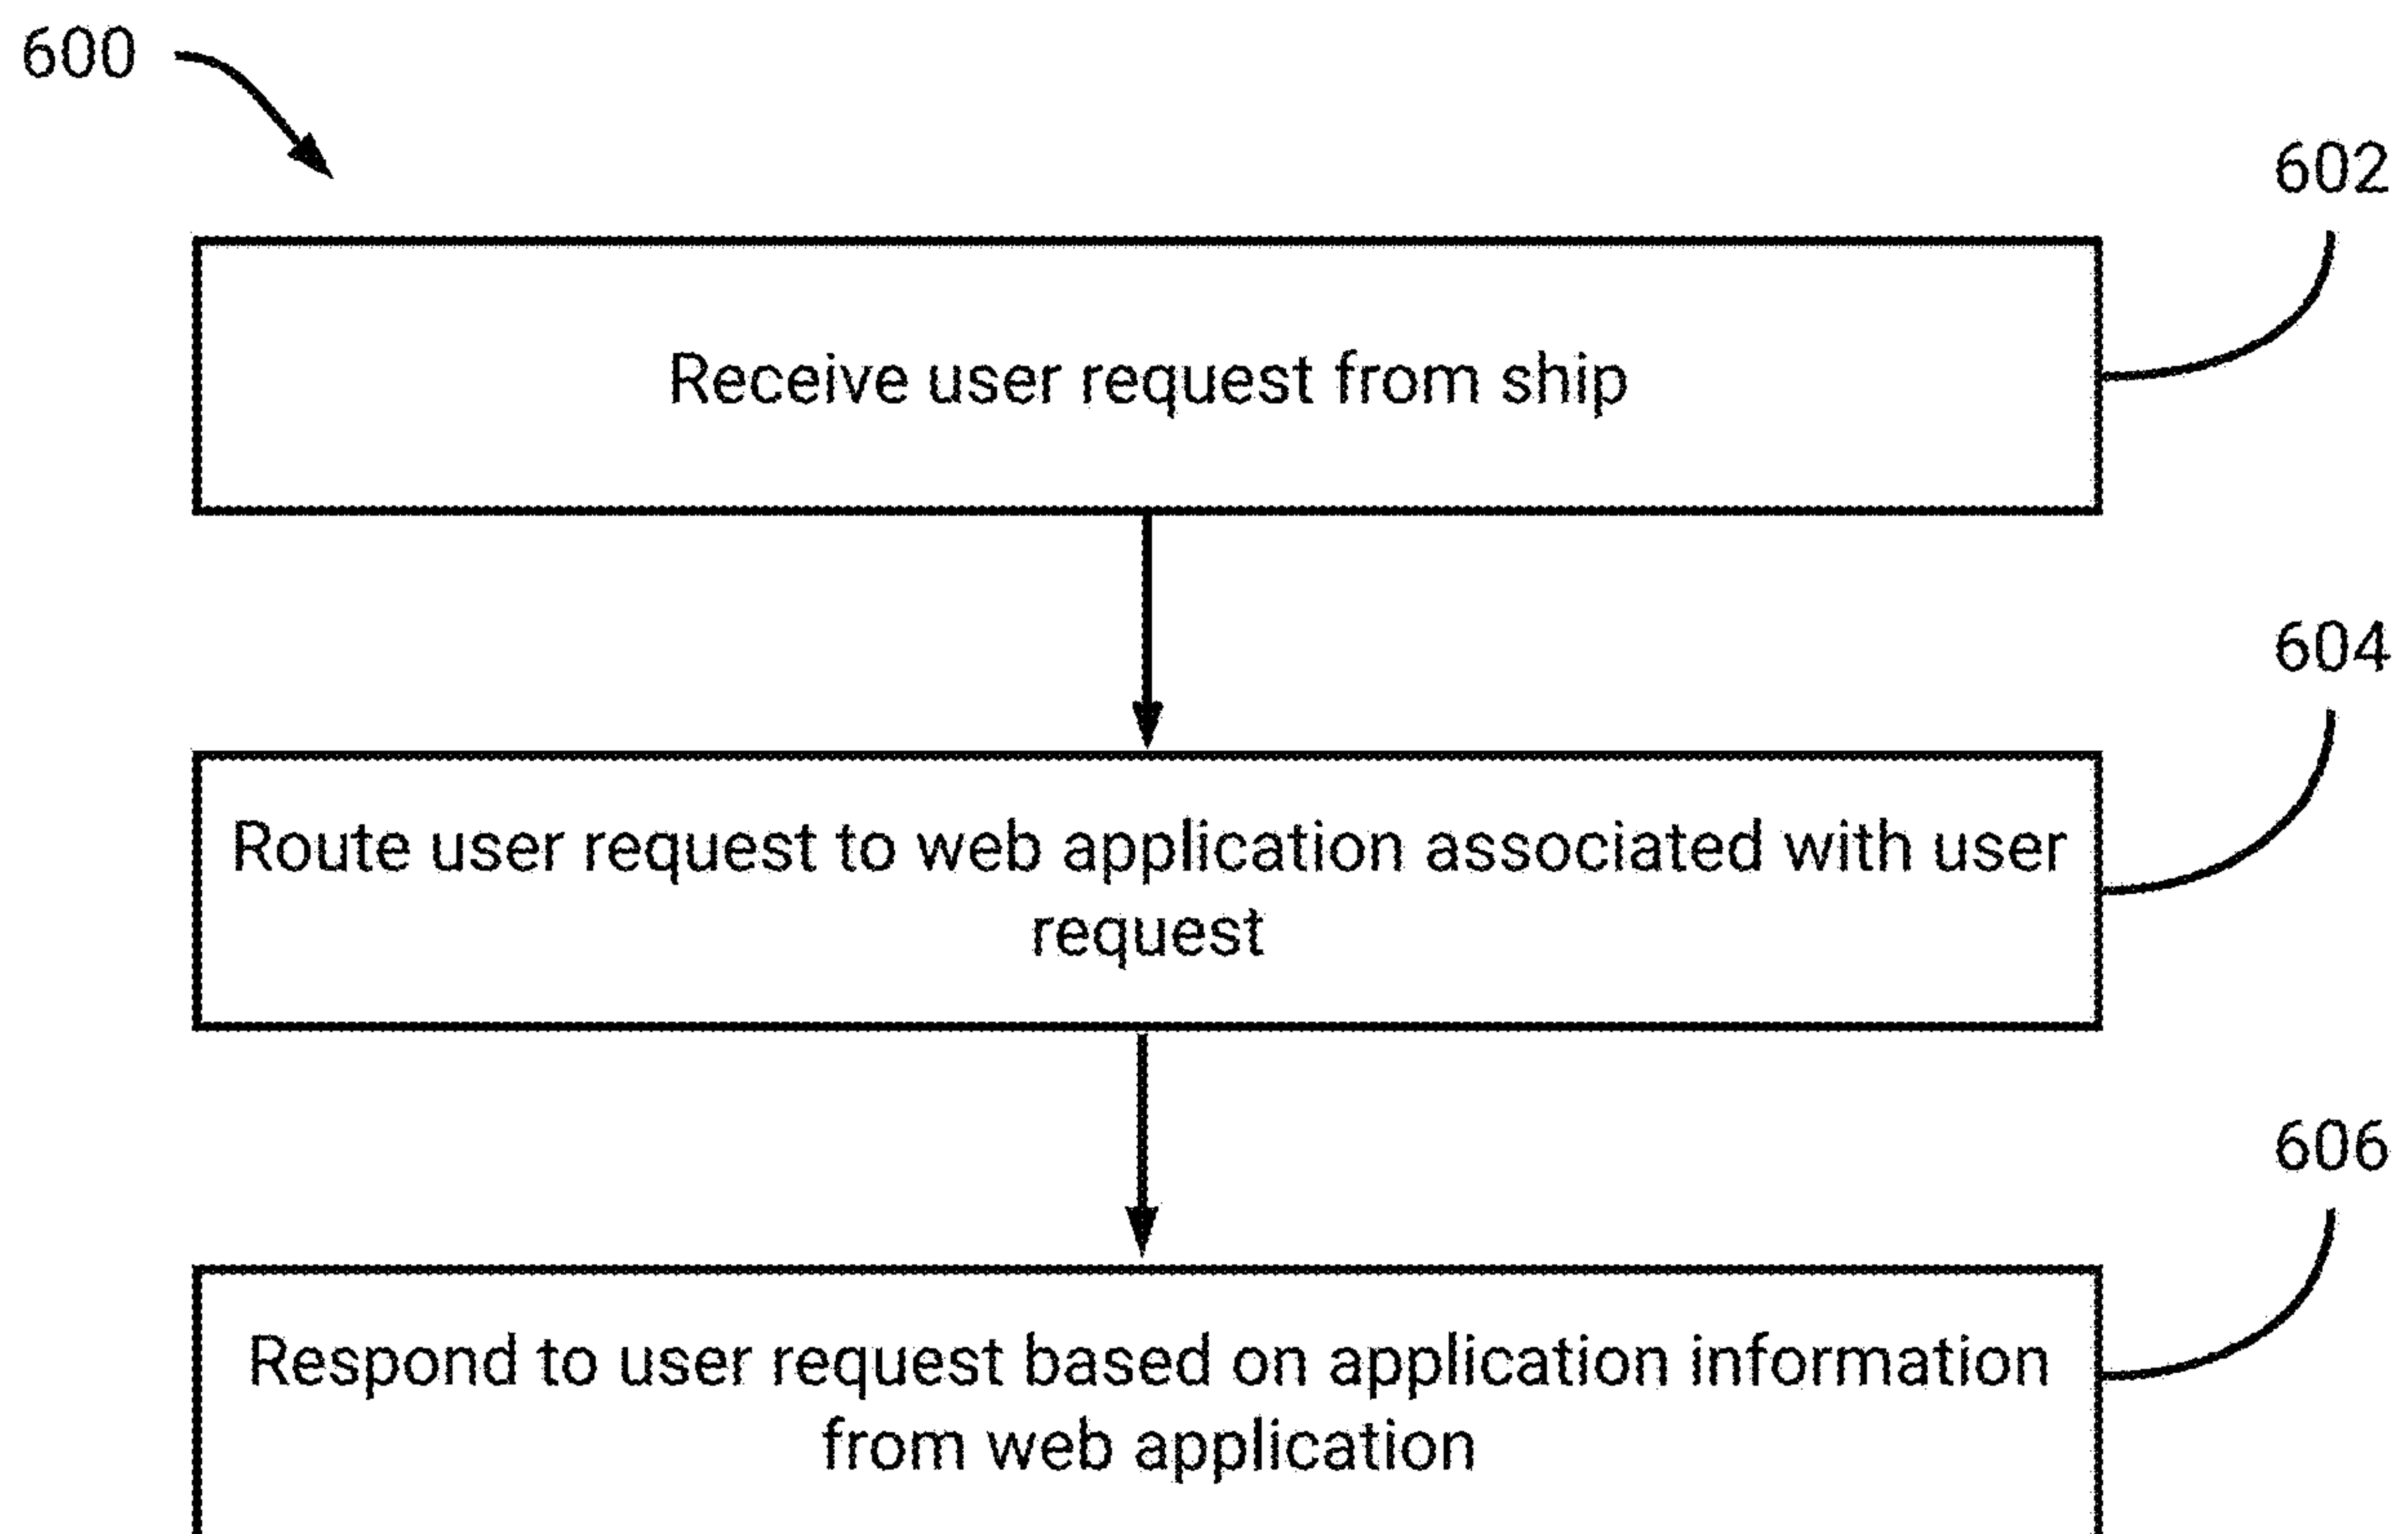 600
602
Receive user request from ship
604
Route user request to web application associated with user
request
606
Respond to user request based on application information
from web application